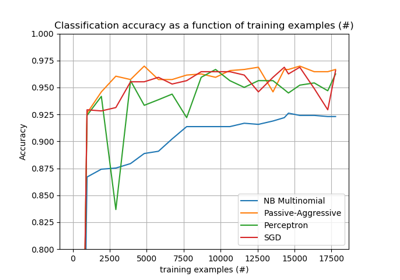 Classification accuracy as a function of training examples (#)
1.000
0.975
0.950
0.925
0.900
0.875
0.850
0.825
0.800
Accuracy
NB Multinomial
Passive-Aggressive
Perceptron
SGD
0 2500 5000 7500 10000 12500 15000 17500
training examples (#)